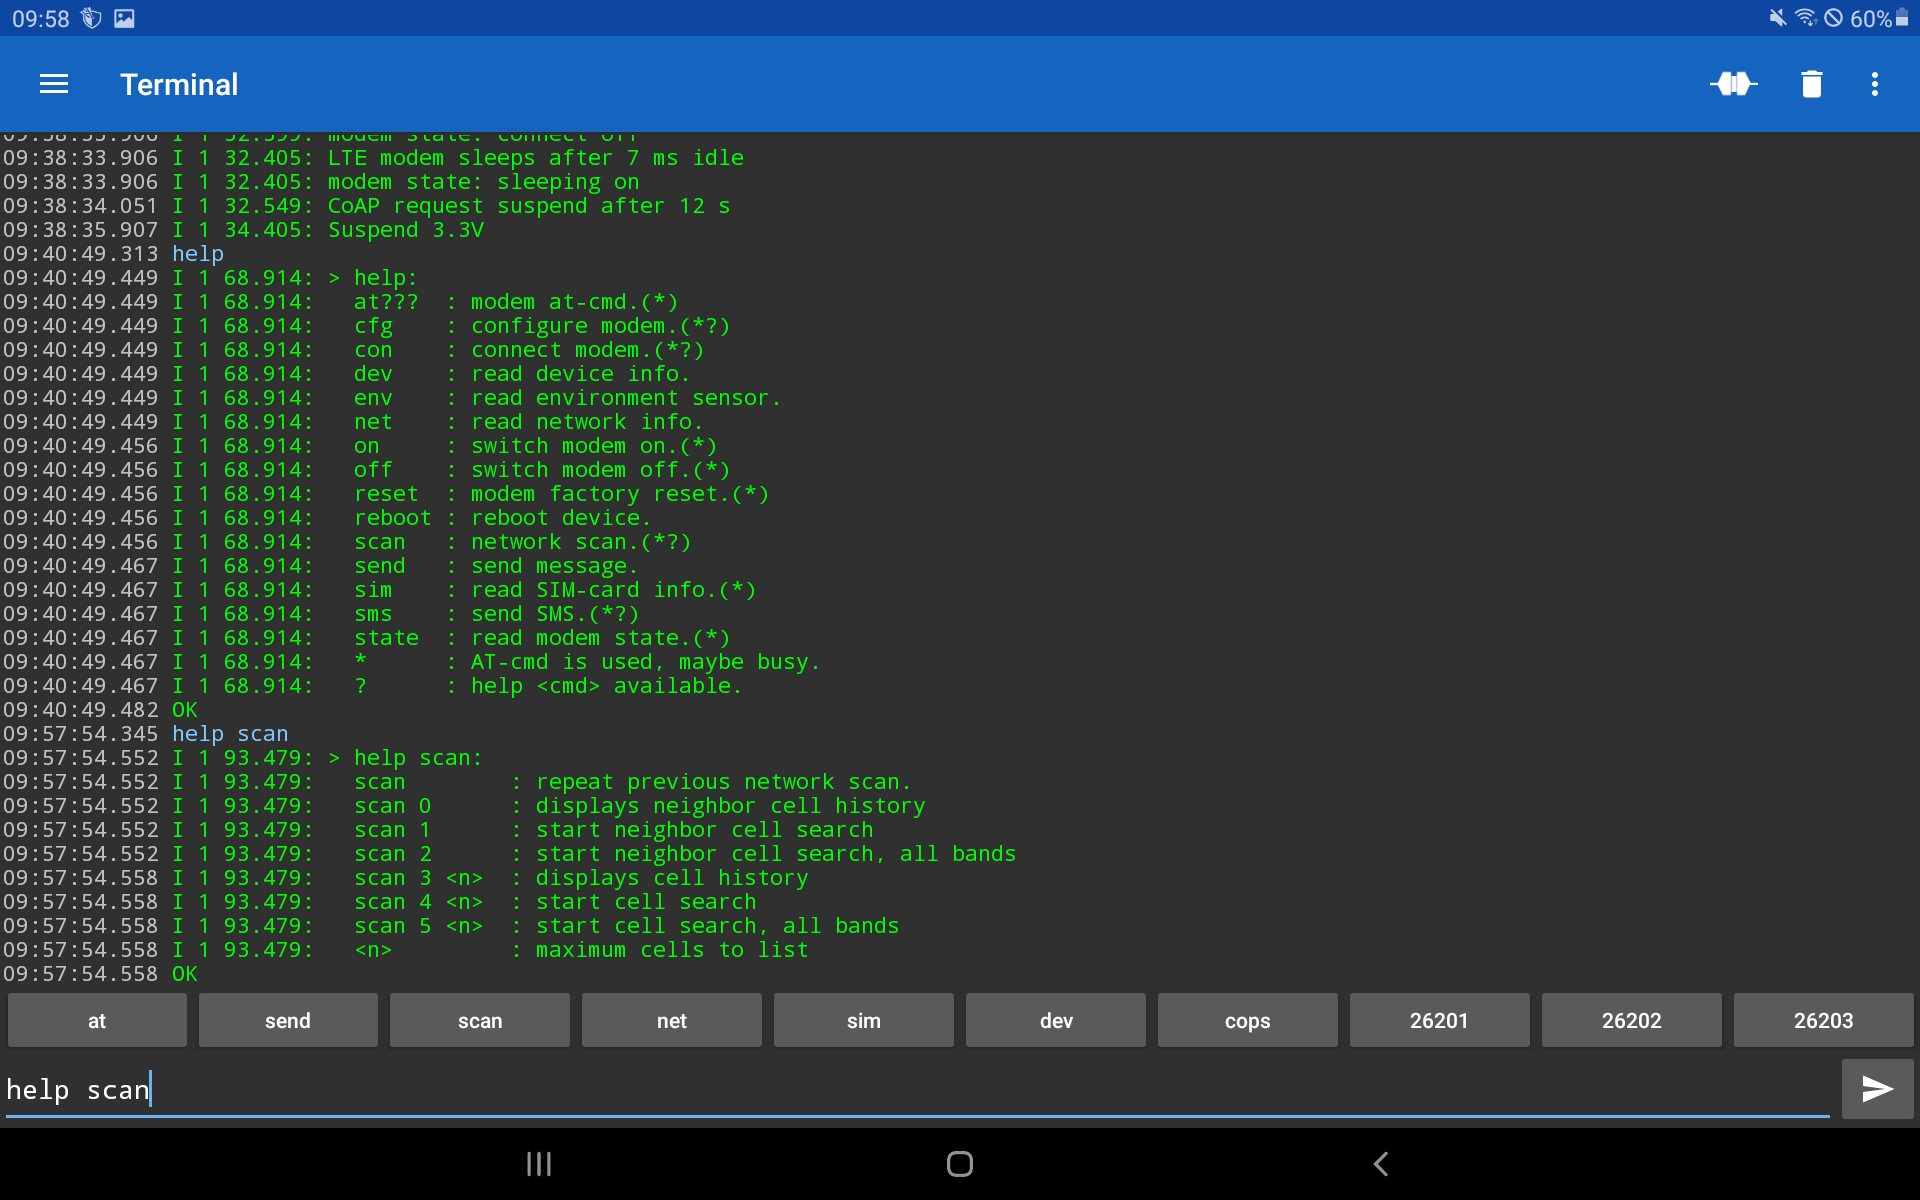 09:58 60%
Terminal
09:38:33.906 I 1 32.399: modem state: connect off
09:38:33.906 I 1 32.405: LTE modem sleeps after 7 ms idle
09:38:33.906 I 1 32.405: modem state: sleeping on
09:38:34.051 I 1 32.549: CoAP request suspend after 12 s
09:38:35.907 I 1 34.405: Suspend 3.3V
09:40:49.313 help
09:40:49.449 I 1 68.914: > help:
09:40:49.449 I 1 68.914:   at???  : modem at-cmd.(*)
09:40:49.449 I 1 68.914:   cfg    : configure modem.(*?)
09:40:49.449 I 1 68.914:   con    : connect modem.(*?)
09:40:49.449 I 1 68.914:   dev    : read device info.
09:40:49.449 I 1 68.914:   env    : read environment sensor.
09:40:49.449 I 1 68.914:   net    : read network info.
09:40:49.456 I 1 68.914:   on     : switch modem on.(*)
09:40:49.456 I 1 68.914:   off    : switch modem off.(*)
09:40:49.456 I 1 68.914:   reset  : modem factory reset.(*)
09:40:49.456 I 1 68.914:   reboot : reboot device.
09:40:49.456 I 1 68.914:   scan   : network scan.(*?)
09:40:49.467 I 1 68.914:   send   : send message.
09:40:49.467 I 1 68.914:   sim    : read SIM-card info.(*)
09:40:49.467 I 1 68.914:   sms    : send SMS.(*?)
09:40:49.467 I 1 68.914:   state  : read modem state.(*)
09:40:49.467 I 1 68.914:   *      : AT-cmd is used, maybe busy.
09:40:49.467 I 1 68.914:   ?      : help <cmd> available.
09:40:49.482 OK
09:57:54.345 help scan
09:57:54.552 I 1 93.479: > help scan:
09:57:54.552 I 1 93.479:   scan        : repeat previous network scan.
09:57:54.552 I 1 93.479:   scan 0      : displays neighbor cell history
09:57:54.552 I 1 93.479:   scan 1      : start neighbor cell search
09:57:54.552 I 1 93.479:   scan 2      : start neighbor cell search, all bands
09:57:54.558 I 1 93.479:   scan 3 <n>  : displays cell history
09:57:54.558 I 1 93.479:   scan 4 <n>  : start cell search
09:57:54.558 I 1 93.479:   scan 5 <n>  : start cell search, all bands
09:57:54.558 I 1 93.479:   <n>         : maximum cells to list
09:57:54.558 OK
at send scan net sim dev cops 26201 26202 26203
help scan